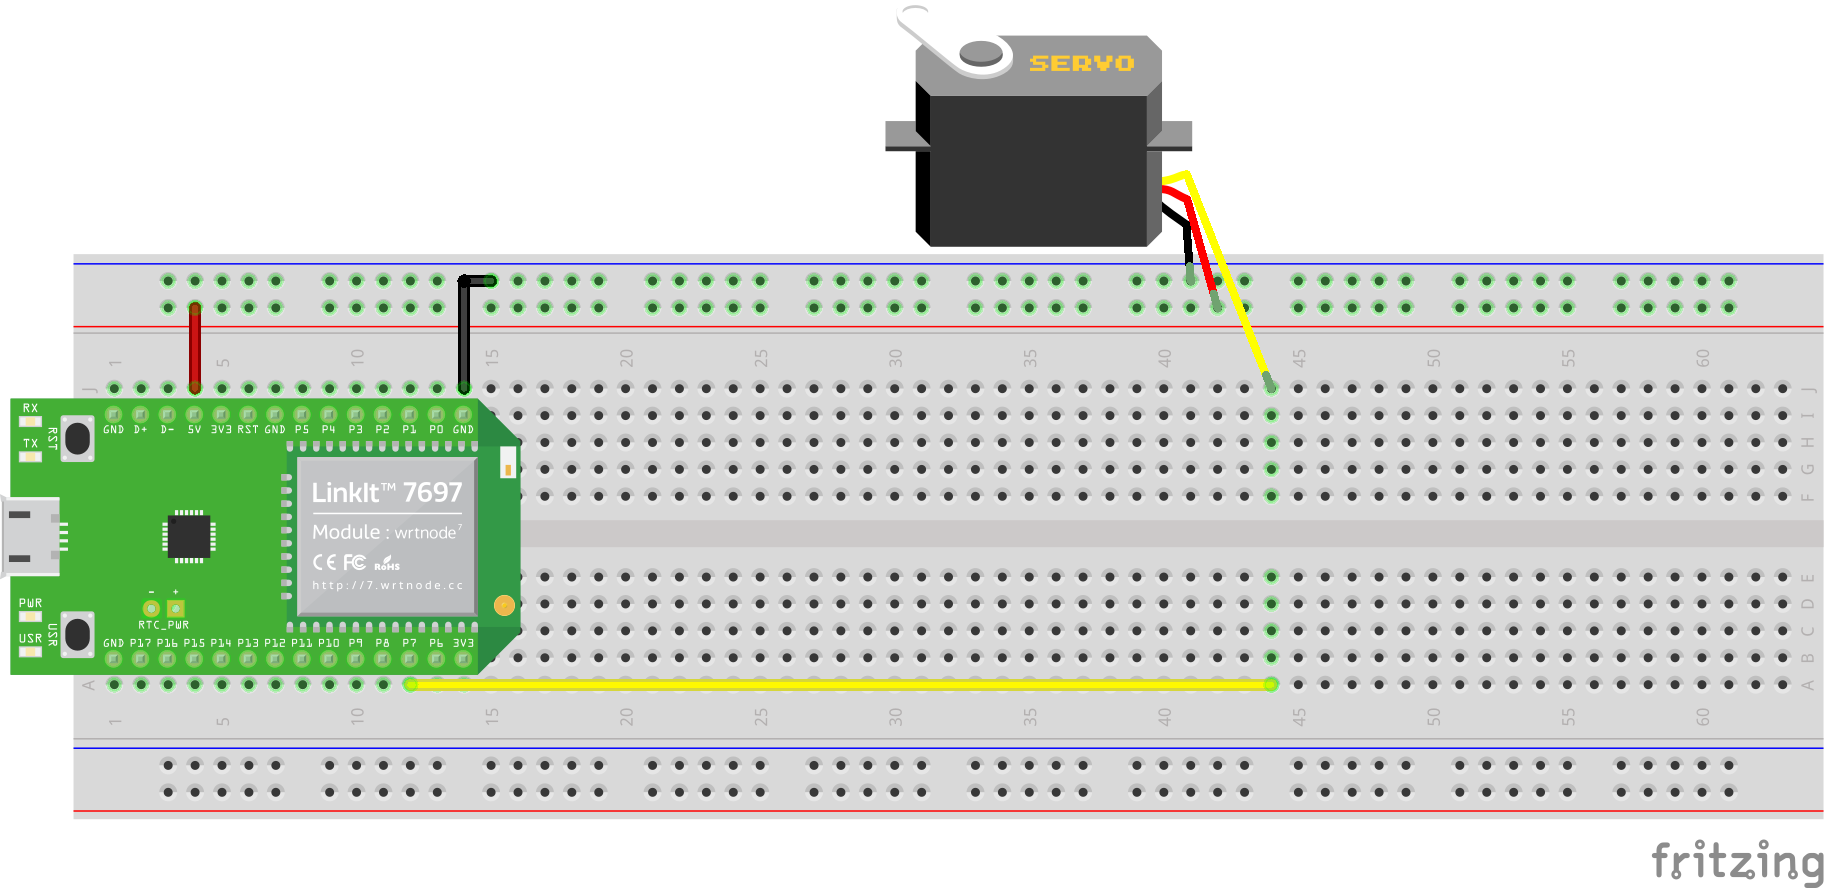 SERVO
1 5 10 15 20 25 30 35 40 45 50 55 60
J J
I
H
G
F
RX
TX
RST
GND D+ D- 5V 3V3 RST GND P5 P4 P3 P2 P1 P0 GND
LinkIt™ 7697
Module : wrtnode7
CE FC RoHS
http://7.wrtnode.cc
PWR
USR
USR
- +
RTC_PWR
GND P17 P16 P15 P14 P13 P12 P11 P10 P9 P8 P7 P6 3V3
E
D
C
B
A A
1 5 10 15 20 25 30 35 40 45 50 55 60
fritzing